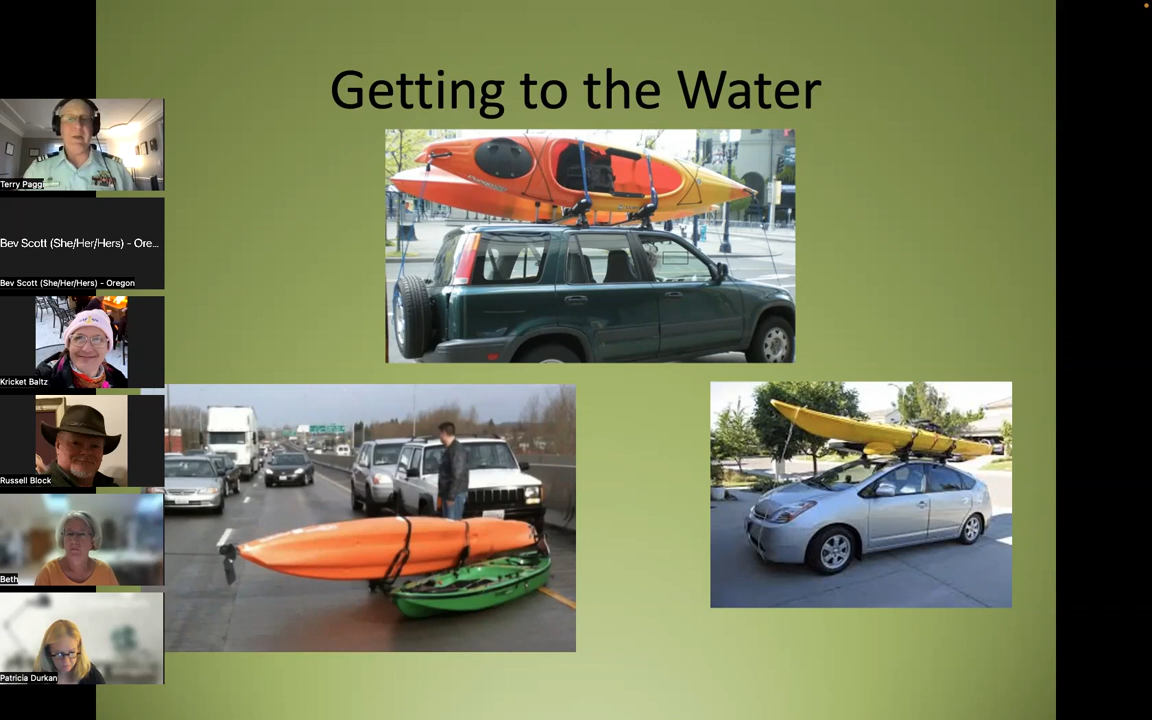 Getting to the Water
Terry Paggi
Bev Scott (She/Her/Hers) - Ore...
Bev Scott (She/Her/Hers) - Oregon
Kricket Baltz
Russell Block
Beth
Patricia Durkan